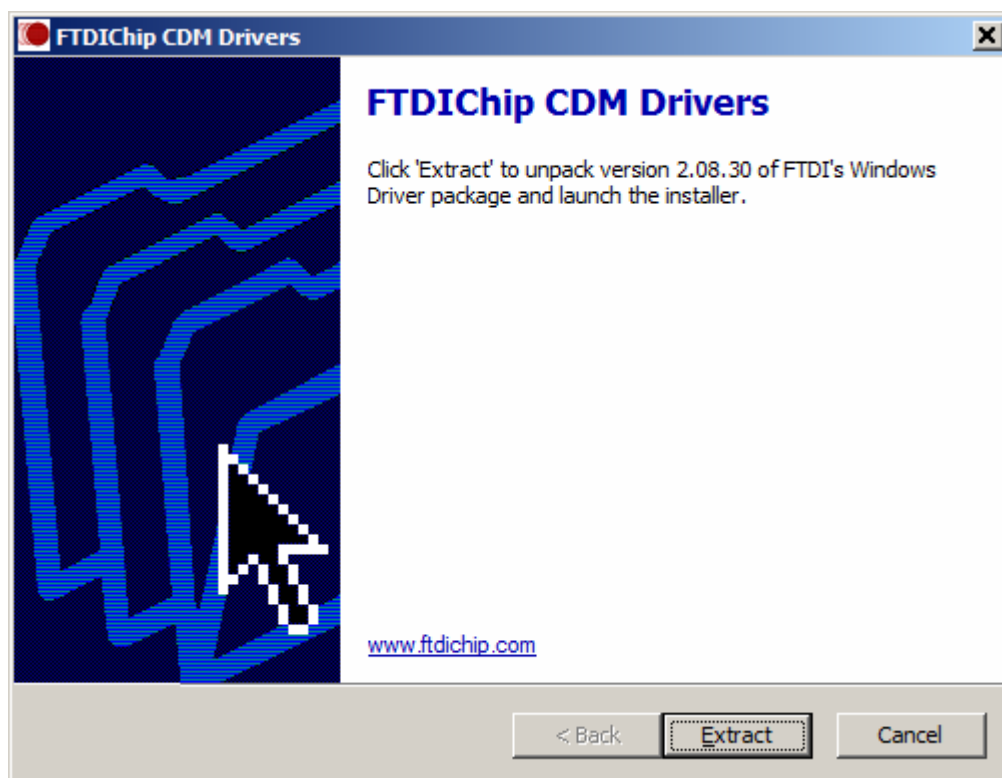 FTDIChip CDM Drivers
FTDIChip CDM Drivers
Click 'Extract' to unpack version 2.08.30 of FTDI's Windows
Driver package and launch the installer.
www.ftdichip.com
< Back
Extract
Cancel